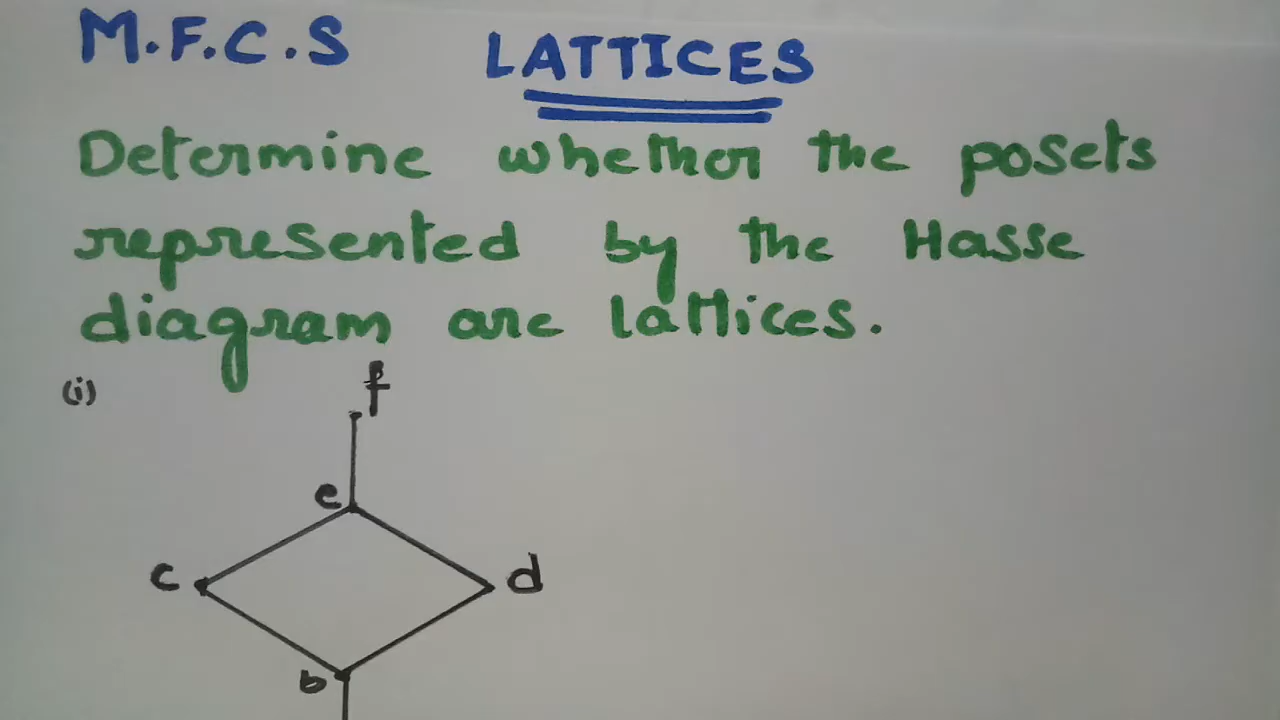 M.F.C.S LATTICES
Determine whether the posets
represented by the Hasse
diagram are lattices.
(i)
f
e
c d
b